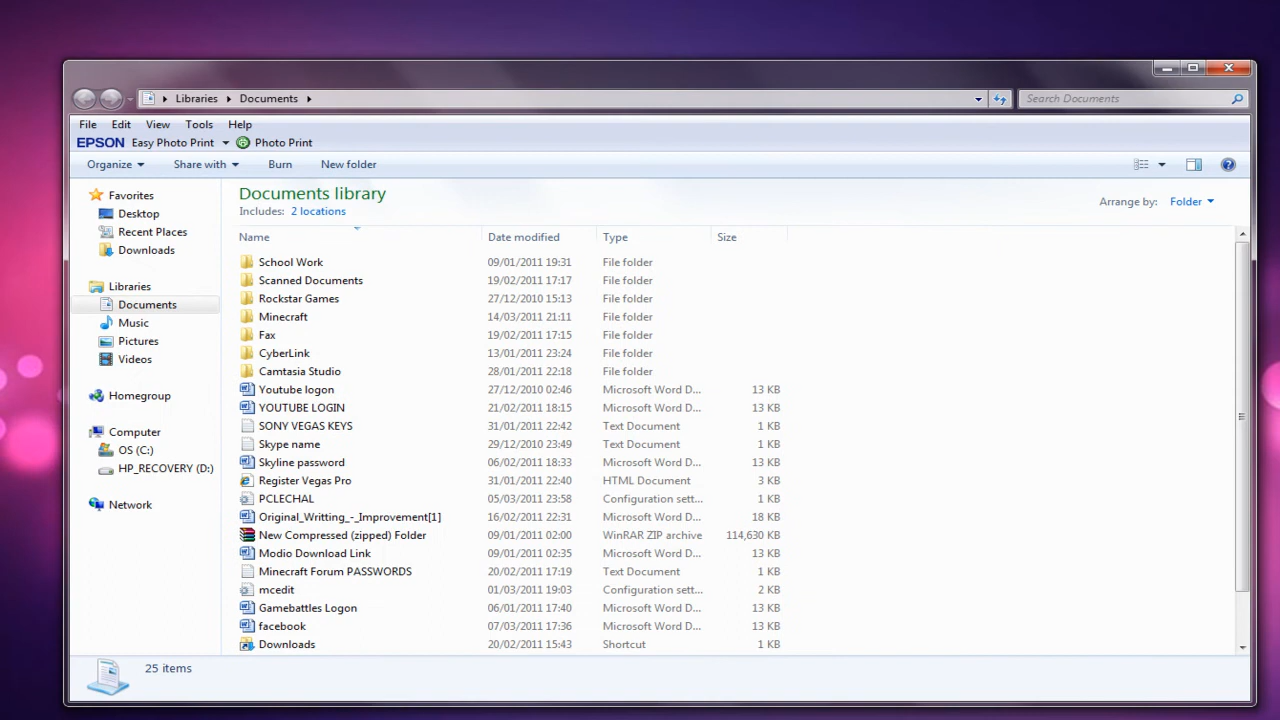 Libraries Documents Search Documents
File Edit View Tools Help
EPSON Easy Photo Print Photo Print
Organize Share with Burn New folder
Favorites
Desktop
Recent Places
Downloads
Libraries
Documents
Music
Pictures
Videos
Homegroup
Computer
OS (C:)
HP_RECOVERY (D:)
Network
Documents library
Includes: 2 locations
Arrange by: Folder
Name Date modified Type Size
School Work 09/01/2011 19:31 File folder
Scanned Documents 19/02/2011 17:17 File folder
Rockstar Games 27/12/2010 15:13 File folder
Minecraft 14/03/2011 21:11 File folder
Fax 19/02/2011 17:15 File folder
CyberLink 13/01/2011 23:24 File folder
Camtasia Studio 28/01/2011 22:18 File folder
Youtube logon 27/12/2010 02:46 Microsoft Word D... 13 KB
YOUTUBE LOGIN 21/02/2011 18:15 Microsoft Word D... 13 KB
SONY VEGAS KEYS 31/01/2011 22:42 Text Document 1 KB
Skype name 29/12/2010 23:49 Text Document 1 KB
Skyline password 06/02/2011 18:33 Microsoft Word D... 13 KB
Register Vegas Pro 31/01/2011 22:40 HTML Document 3 KB
PCLECHAL 05/03/2011 23:58 Configuration sett... 1 KB
Original_Writting_-_Improvement[1] 16/02/2011 22:31 Microsoft Word D... 18 KB
New Compressed (zipped) Folder 09/01/2011 02:00 WinRAR ZIP archive 114,630 KB
Modio Download Link 09/01/2011 02:35 Microsoft Word D... 13 KB
Minecraft Forum PASSWORDS 20/02/2011 17:19 Text Document 1 KB
mcedit 01/03/2011 19:03 Configuration sett... 2 KB
Gamebattles Logon 06/01/2011 17:40 Microsoft Word D... 13 KB
facebook 07/03/2011 17:36 Microsoft Word D... 13 KB
Downloads 20/02/2011 15:43 Shortcut 1 KB
25 items